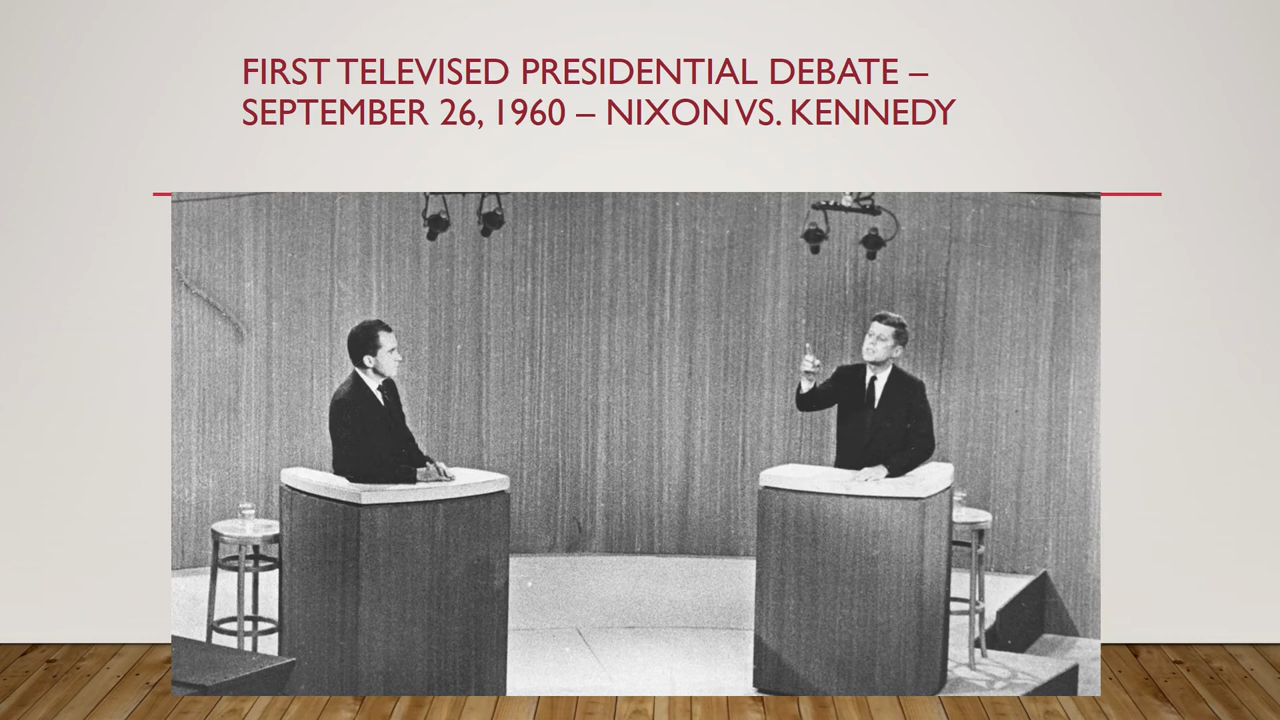 FIRST TELEVISED PRESIDENTIAL DEBATE –
SEPTEMBER 26, 1960 – NIXON VS. KENNEDY